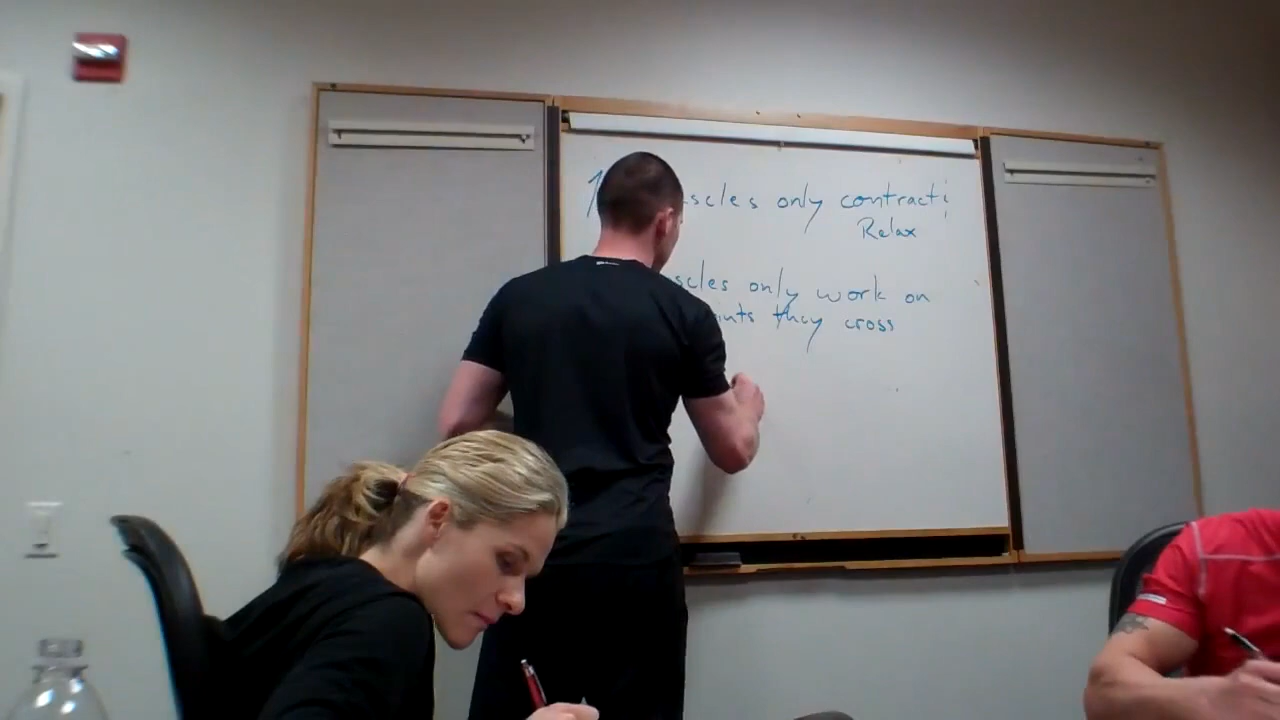 scles only contract
Relax
scles only work on
ints they cross